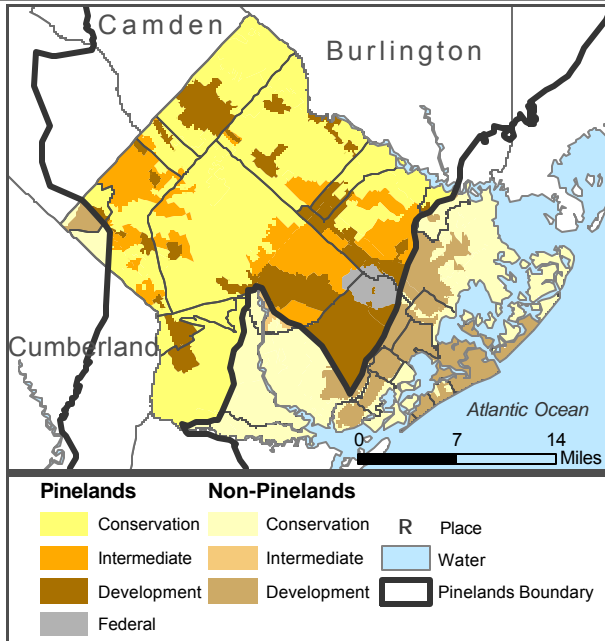 Camden
Burlington
Cumberland
Atlantic Ocean
0 7 14
Miles
Pinelands Non-Pinelands
Conservation Conservation R Place
Intermediate Intermediate Water
Development Development Pinelands Boundary
Federal